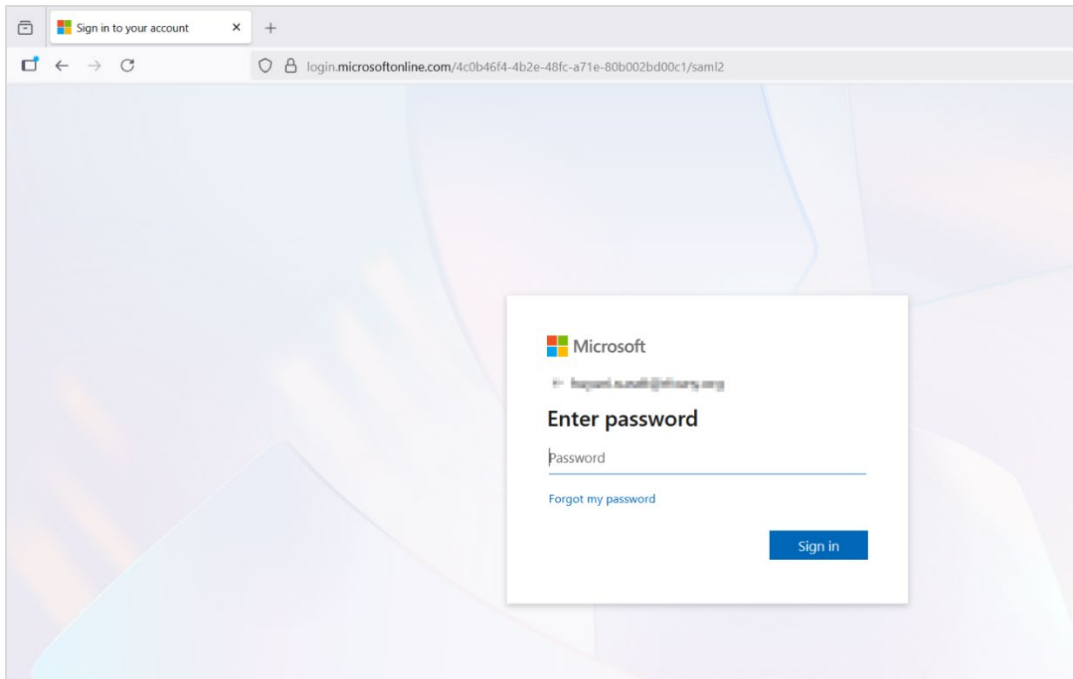 Sign in to your account
login.microsoftonline.com/4c0b46f4-4b2e-48fc-a71e-80b002bd00c1/saml2
Microsoft
Enter password
Password
Forgot my password
Sign in